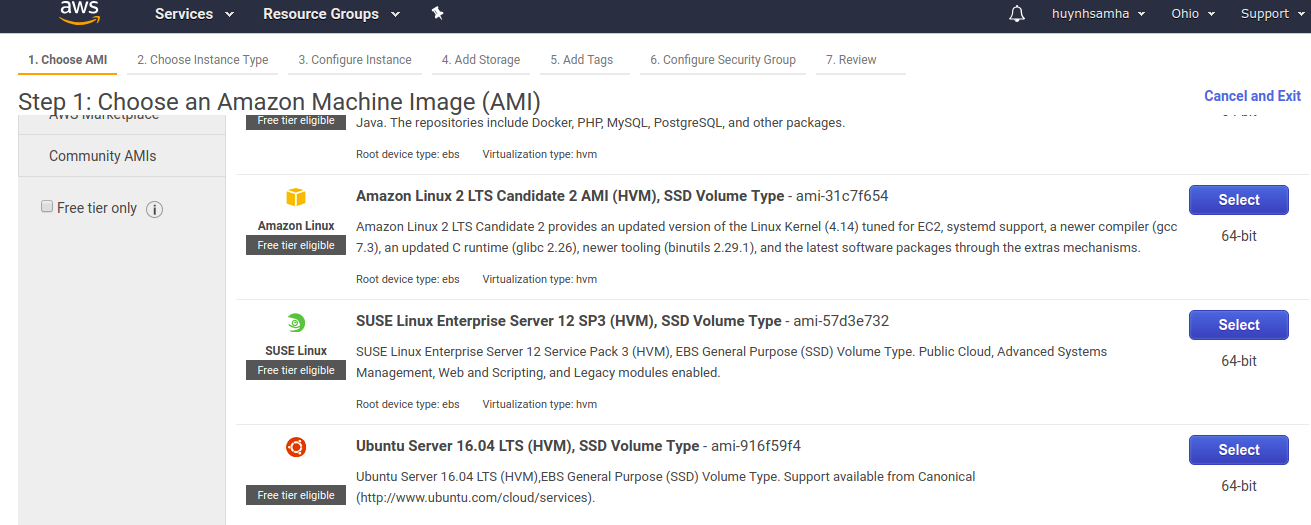 aws
Services
Resource Groups
huynhsamha
Ohio
Support
1. Choose AMI
2. Choose Instance Type
3. Configure Instance
4. Add Storage
5. Add Tags
6. Configure Security Group
7. Review
Step 1: Choose an Amazon Machine Image (AMI)
Cancel and Exit
AWS Marketplace
Community AMIs
Free tier only
Free tier eligible
Java. The repositories include Docker, PHP, MySQL, PostgreSQL, and other packages.
Root device type: ebs
Virtualization type: hvm
64-bit
Amazon Linux
Free tier eligible
Amazon Linux 2 LTS Candidate 2 AMI (HVM), SSD Volume Type - ami-31c7f654
Amazon Linux 2 LTS Candidate 2 provides an updated version of the Linux Kernel (4.14) tuned for EC2, systemd support, a newer compiler (gcc
7.3), an updated C runtime (glibc 2.26), newer tooling (binutils 2.29.1), and the latest software packages through the extras mechanisms.
Root device type: ebs
Virtualization type: hvm
Select
64-bit
SUSE Linux
Free tier eligible
SUSE Linux Enterprise Server 12 SP3 (HVM), SSD Volume Type - ami-57d3e732
SUSE Linux Enterprise Server 12 Service Pack 3 (HVM), EBS General Purpose (SSD) Volume Type. Public Cloud, Advanced Systems
Management, Web and Scripting, and Legacy modules enabled.
Root device type: ebs
Virtualization type: hvm
Select
64-bit
Free tier eligible
Ubuntu Server 16.04 LTS (HVM), SSD Volume Type - ami-916f59f4
Ubuntu Server 16.04 LTS (HVM),EBS General Purpose (SSD) Volume Type. Support available from Canonical
(http://www.ubuntu.com/cloud/services).
Select
64-bit